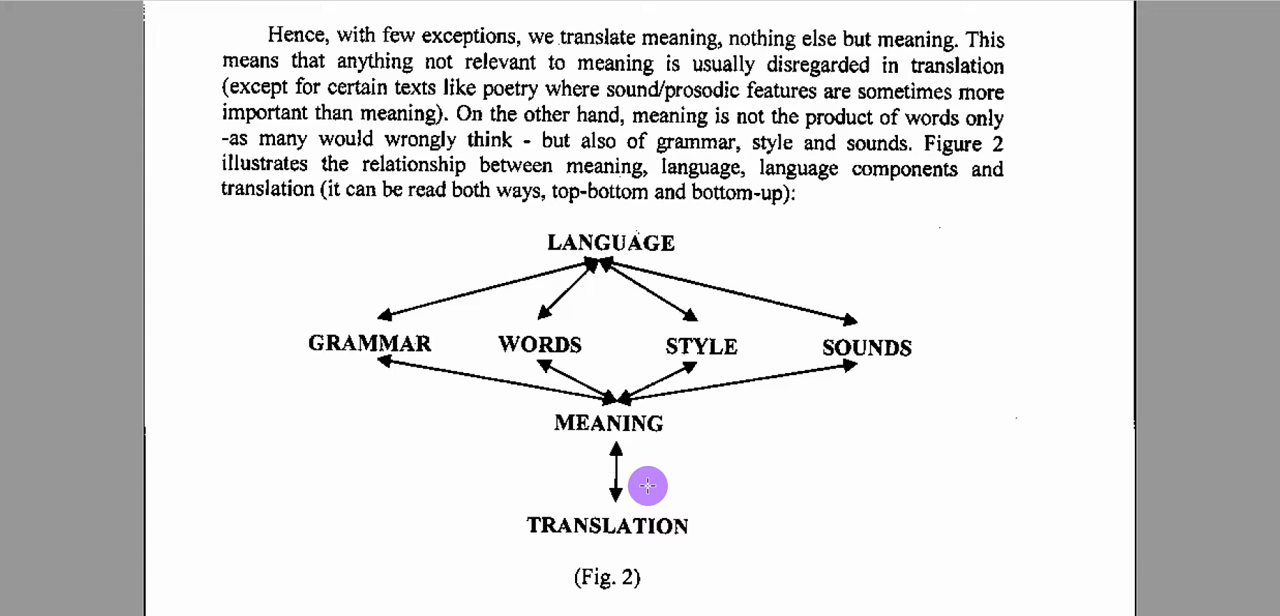 Hence, with few exceptions, we translate meaning, nothing else but meaning. This
means that anything not relevant to meaning is usually disregarded in translation
(except for certain texts like poetry where sound/prosodic features are sometimes more
important than meaning). On the other hand, meaning is not the product of words only
-as many would wrongly think - but also of grammar, style and sounds. Figure 2
illustrates the relationship between meaning, language, language components and
translation (it can be read both ways, top-bottom and bottom-up):
LANGUAGE
GRAMMAR WORDS STYLE SOUNDS
MEANING
TRANSLATION
(Fig. 2)